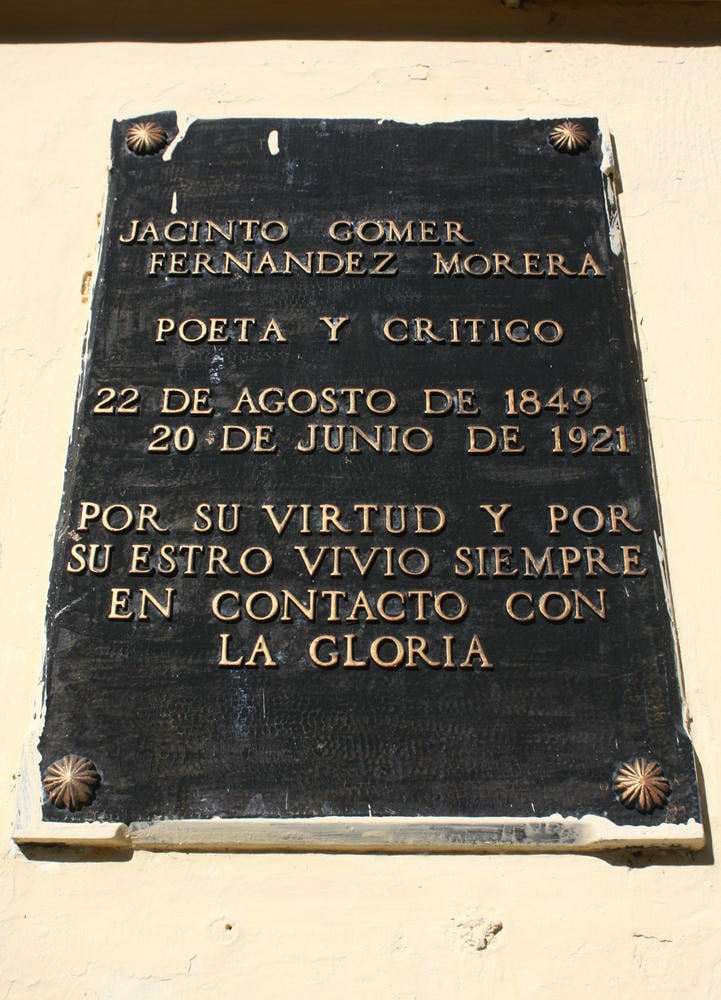 JACINTO GOMER
FERNANDEZ MORERA
POETA Y CRITICO
22 DE AGOSTO DE 1849
20 DE JUNIO DE 1921
POR SU VIRTUD Y POR
SU ESTRO VIVIO SIEMPRE
EN CONTACTO CON
LA GLORIA